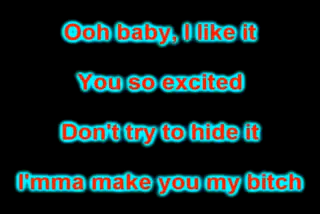 Ooh baby, I like it
You so excited
Don't try to hide it
I'mma make you my bitch